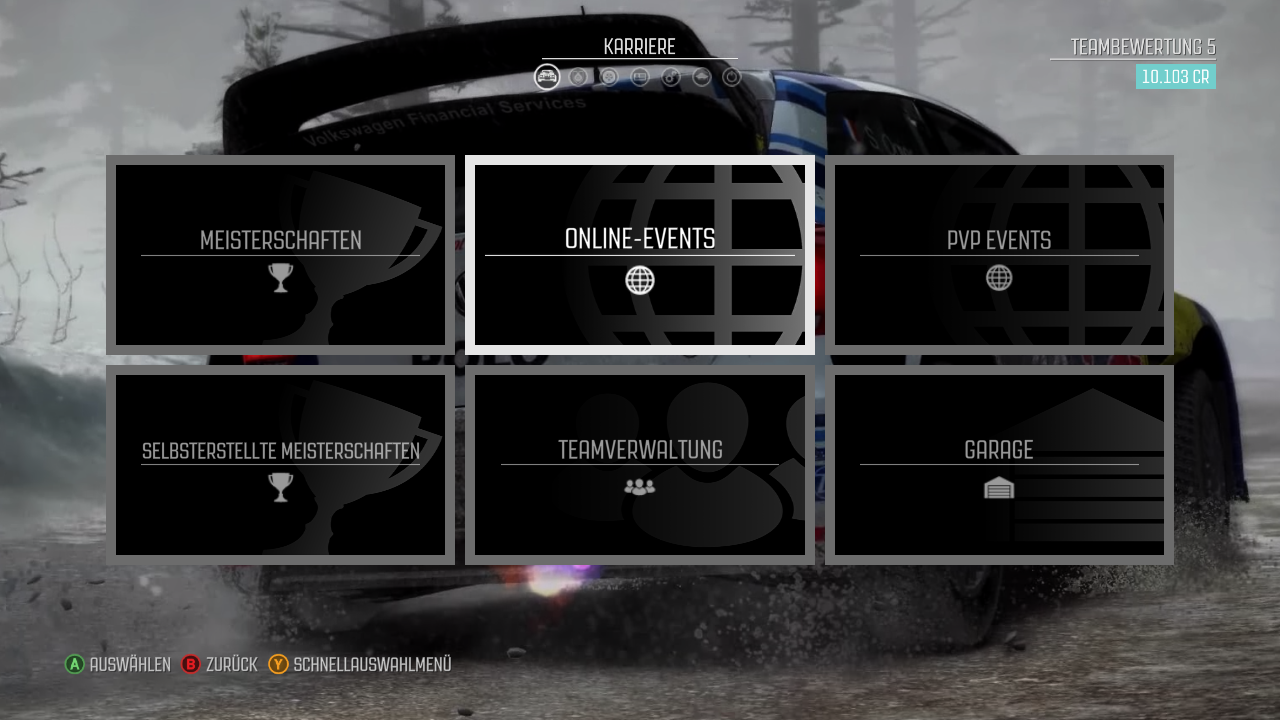 KARRIERE
TEAMBEWERTUNG 5
10.103 CR
Volkswagen Financial Services
MEISTERSCHAFTEN
ONLINE-EVENTS
PVP EVENTS
SELBSTERSTELLTE MEISTERSCHAFTEN
TEAMVERWALTUNG
GARAGE
A AUSWÄHLEN B ZURÜCK Y SCHNELLAUSWAHLMENÜ